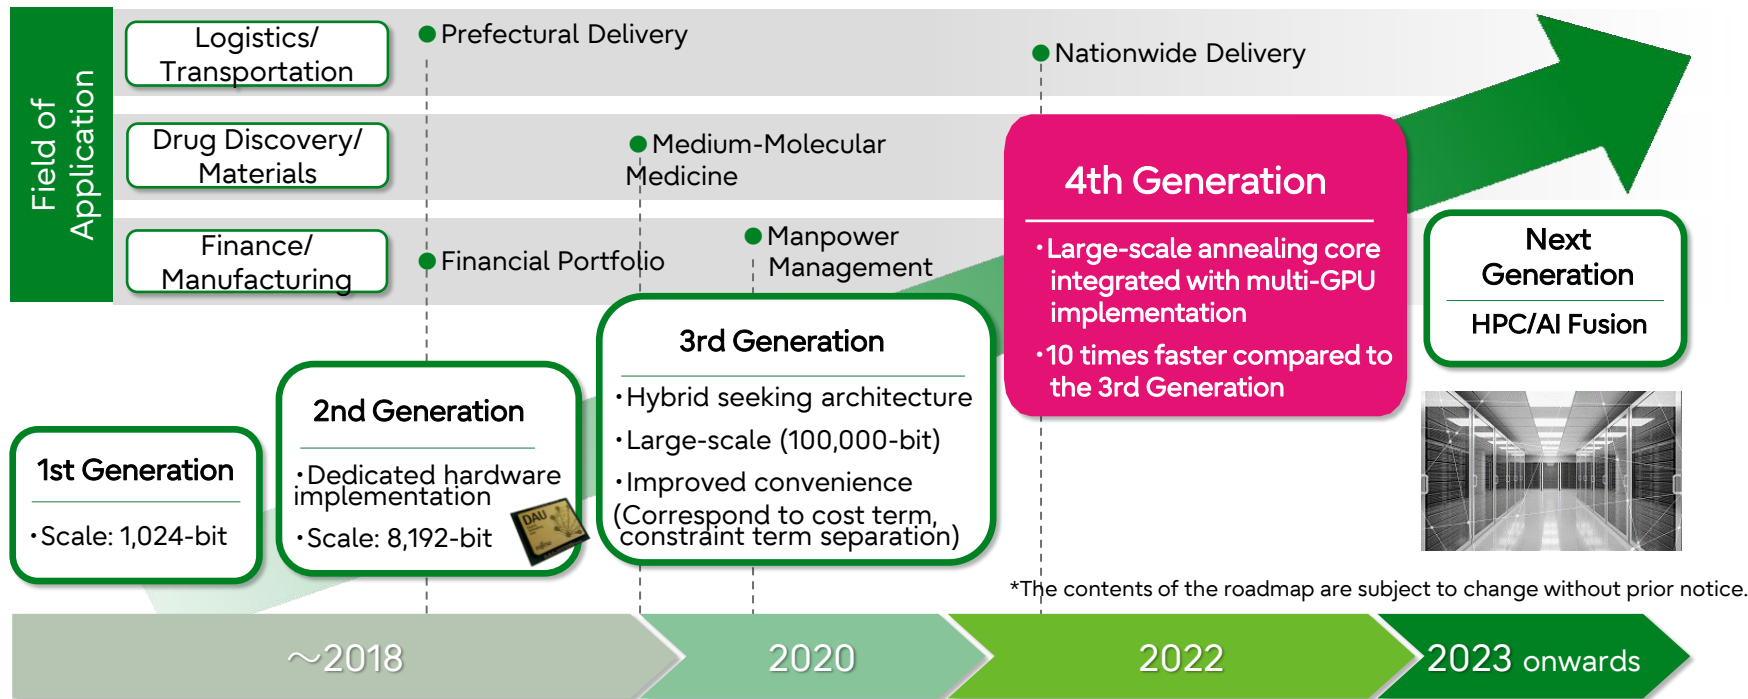 Field of
Application
Logistics/
Transportation
●Prefectural Delivery
●Nationwide Delivery
Drug Discovery/
Materials
●Medium-Molecular
Medicine
Finance/
Manufacturing
●Financial Portfolio
●Manpower
Management
1st Generation
・Scale: 1,024-bit
2nd Generation
・Dedicated hardware
implementation
・Scale: 8,192-bit
DAU
3rd Generation
・Hybrid seeking architecture
・Large-scale (100,000-bit)
・Improved convenience
(Correspond to cost term,
constraint term separation)
4th Generation
・Large-scale annealing core
integrated with multi-GPU
implementation
・10 times faster compared to
the 3rd Generation
Next
Generation
HPC/AI Fusion
*The contents of the roadmap are subject to change without prior notice.
～2018
2020
2022
2023 onwards